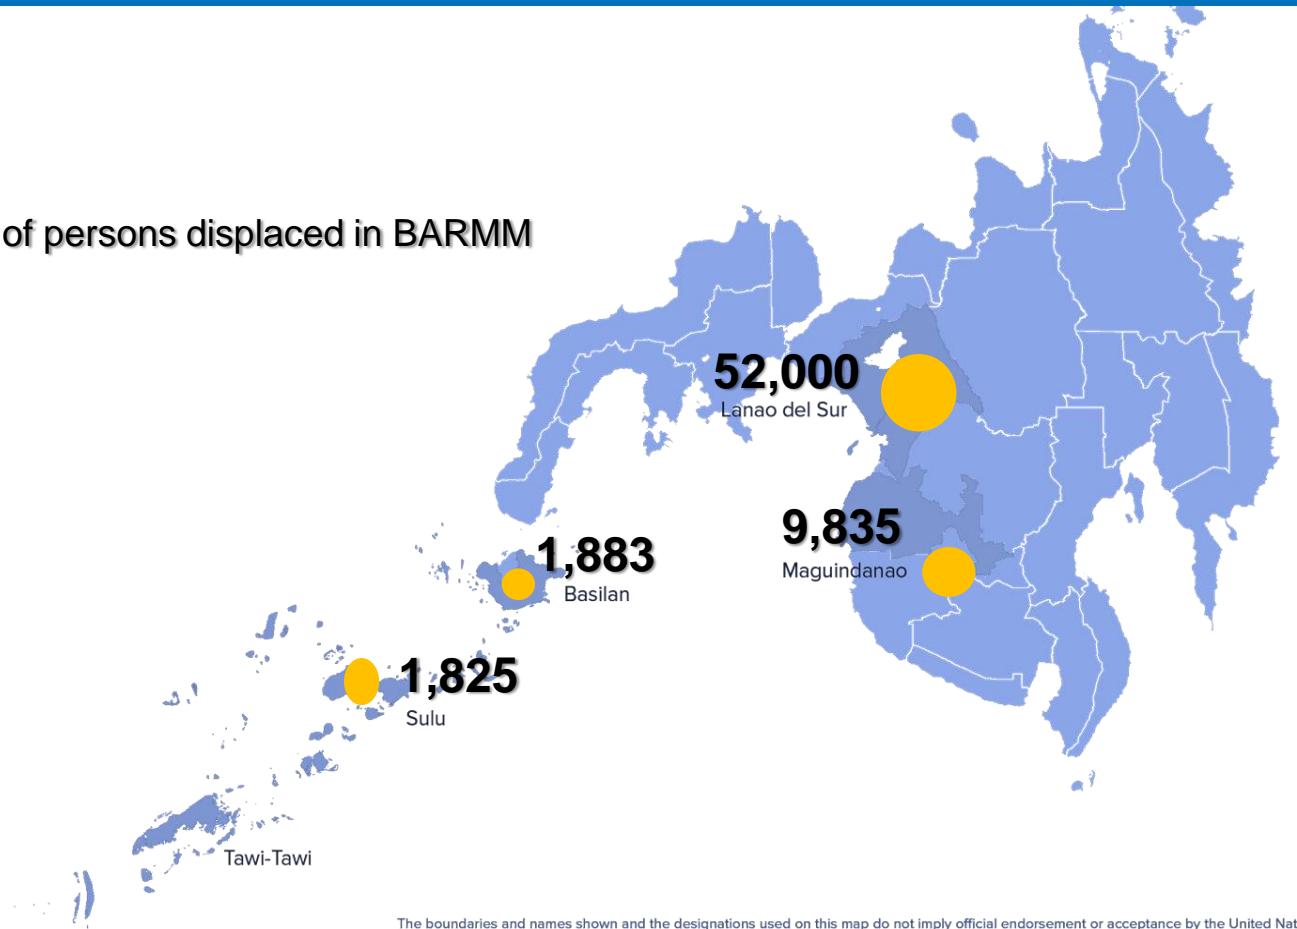 of persons displaced in BARMM
52,000
Lanao del Sur
9,835
Maguindanao
1,883
Basilan
1,825
Sulu
Tawi-Tawi
The boundaries and names shown and the designations used on this map do not imply official endorsement or acceptance by the United Nat